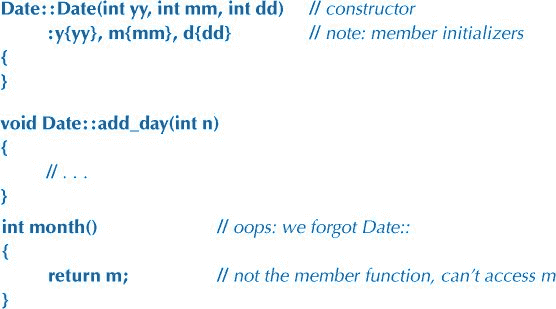 Date::Date(int yy, int mm, int dd) // constructor
:y{yy}, m{mm}, d{dd} // note: member initializers
{
}
void Date::add_day(int n)
{
// . . .
}
int month() // oops: we forgot Date::
{
return m; // not the member function, can’t access m
}